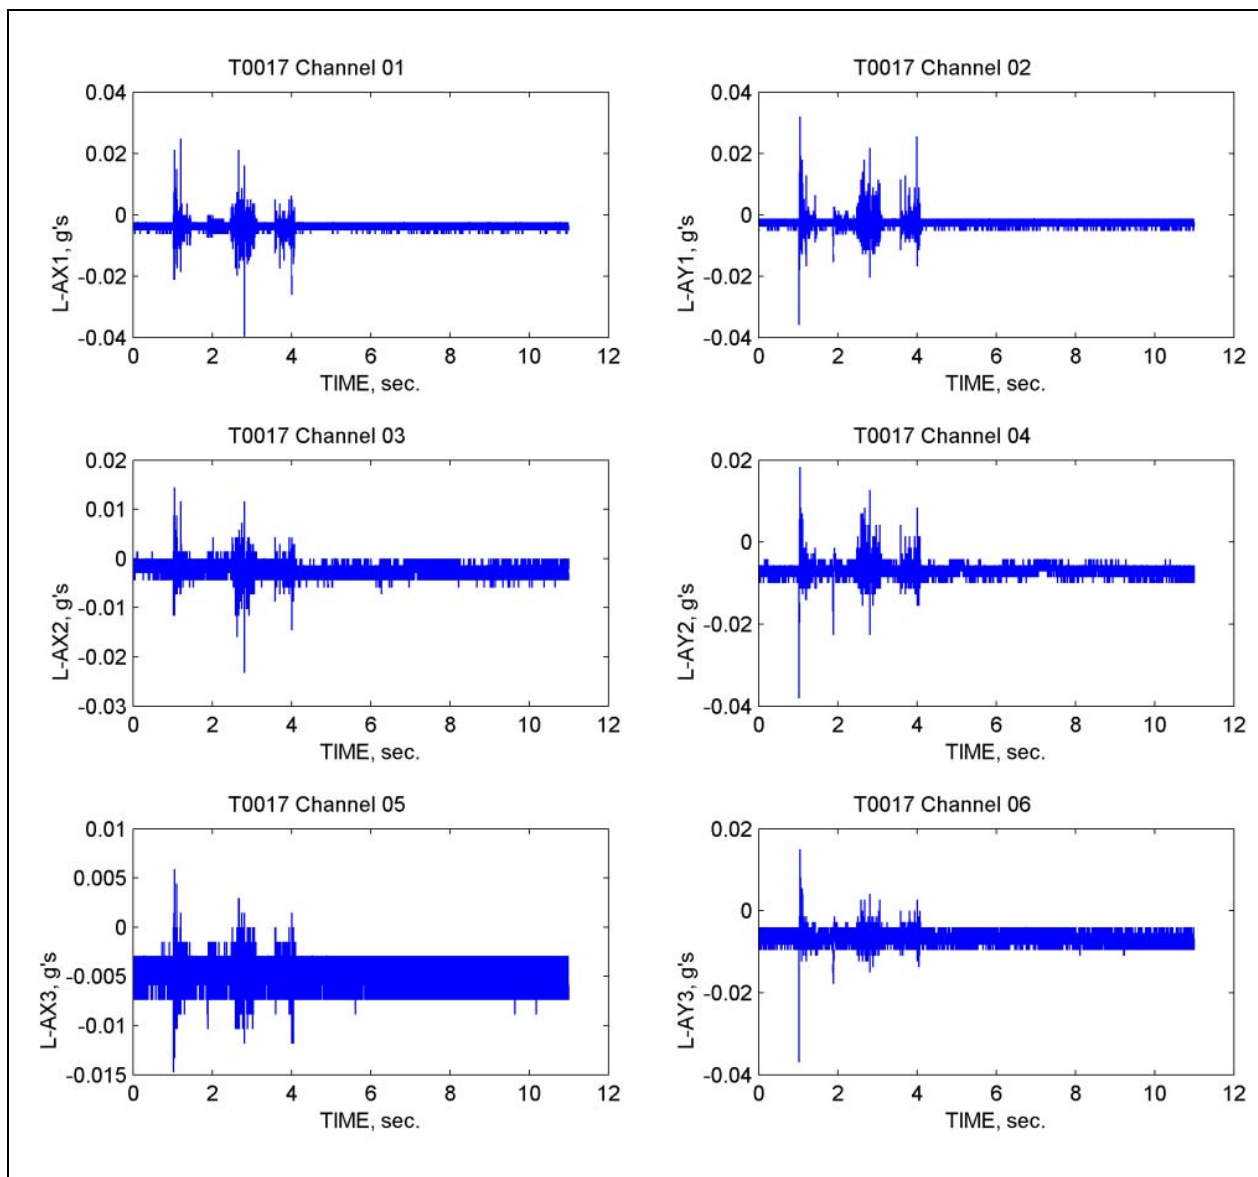 T0017 Channel 01
0.04
0.02
0
-0.02
-0.04
L-AX1, g's
0 2 4 6 8 10 12
TIME, sec.
T0017 Channel 02
0.04
0.02
0
-0.02
-0.04
L-AY1, g's
0 2 4 6 8 10 12
TIME, sec.
T0017 Channel 03
0.02
0.01
0
-0.01
-0.02
-0.03
L-AX2, g's
0 2 4 6 8 10 12
TIME, sec.
T0017 Channel 04
0.02
0
-0.02
-0.04
L-AY2, g's
0 2 4 6 8 10 12
TIME, sec.
T0017 Channel 05
0.01
0.005
0
-0.005
-0.01
-0.015
L-AX3, g's
0 2 4 6 8 10 12
TIME, sec.
T0017 Channel 06
0.02
0
-0.02
-0.04
L-AY3, g's
0 2 4 6 8 10 12
TIME, sec.